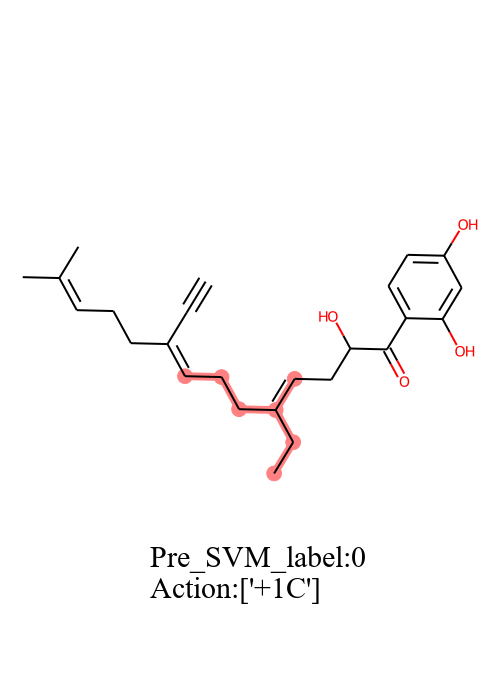 OH
HO
OH
O
Pre_SVM_label:0
Action:['+1C']